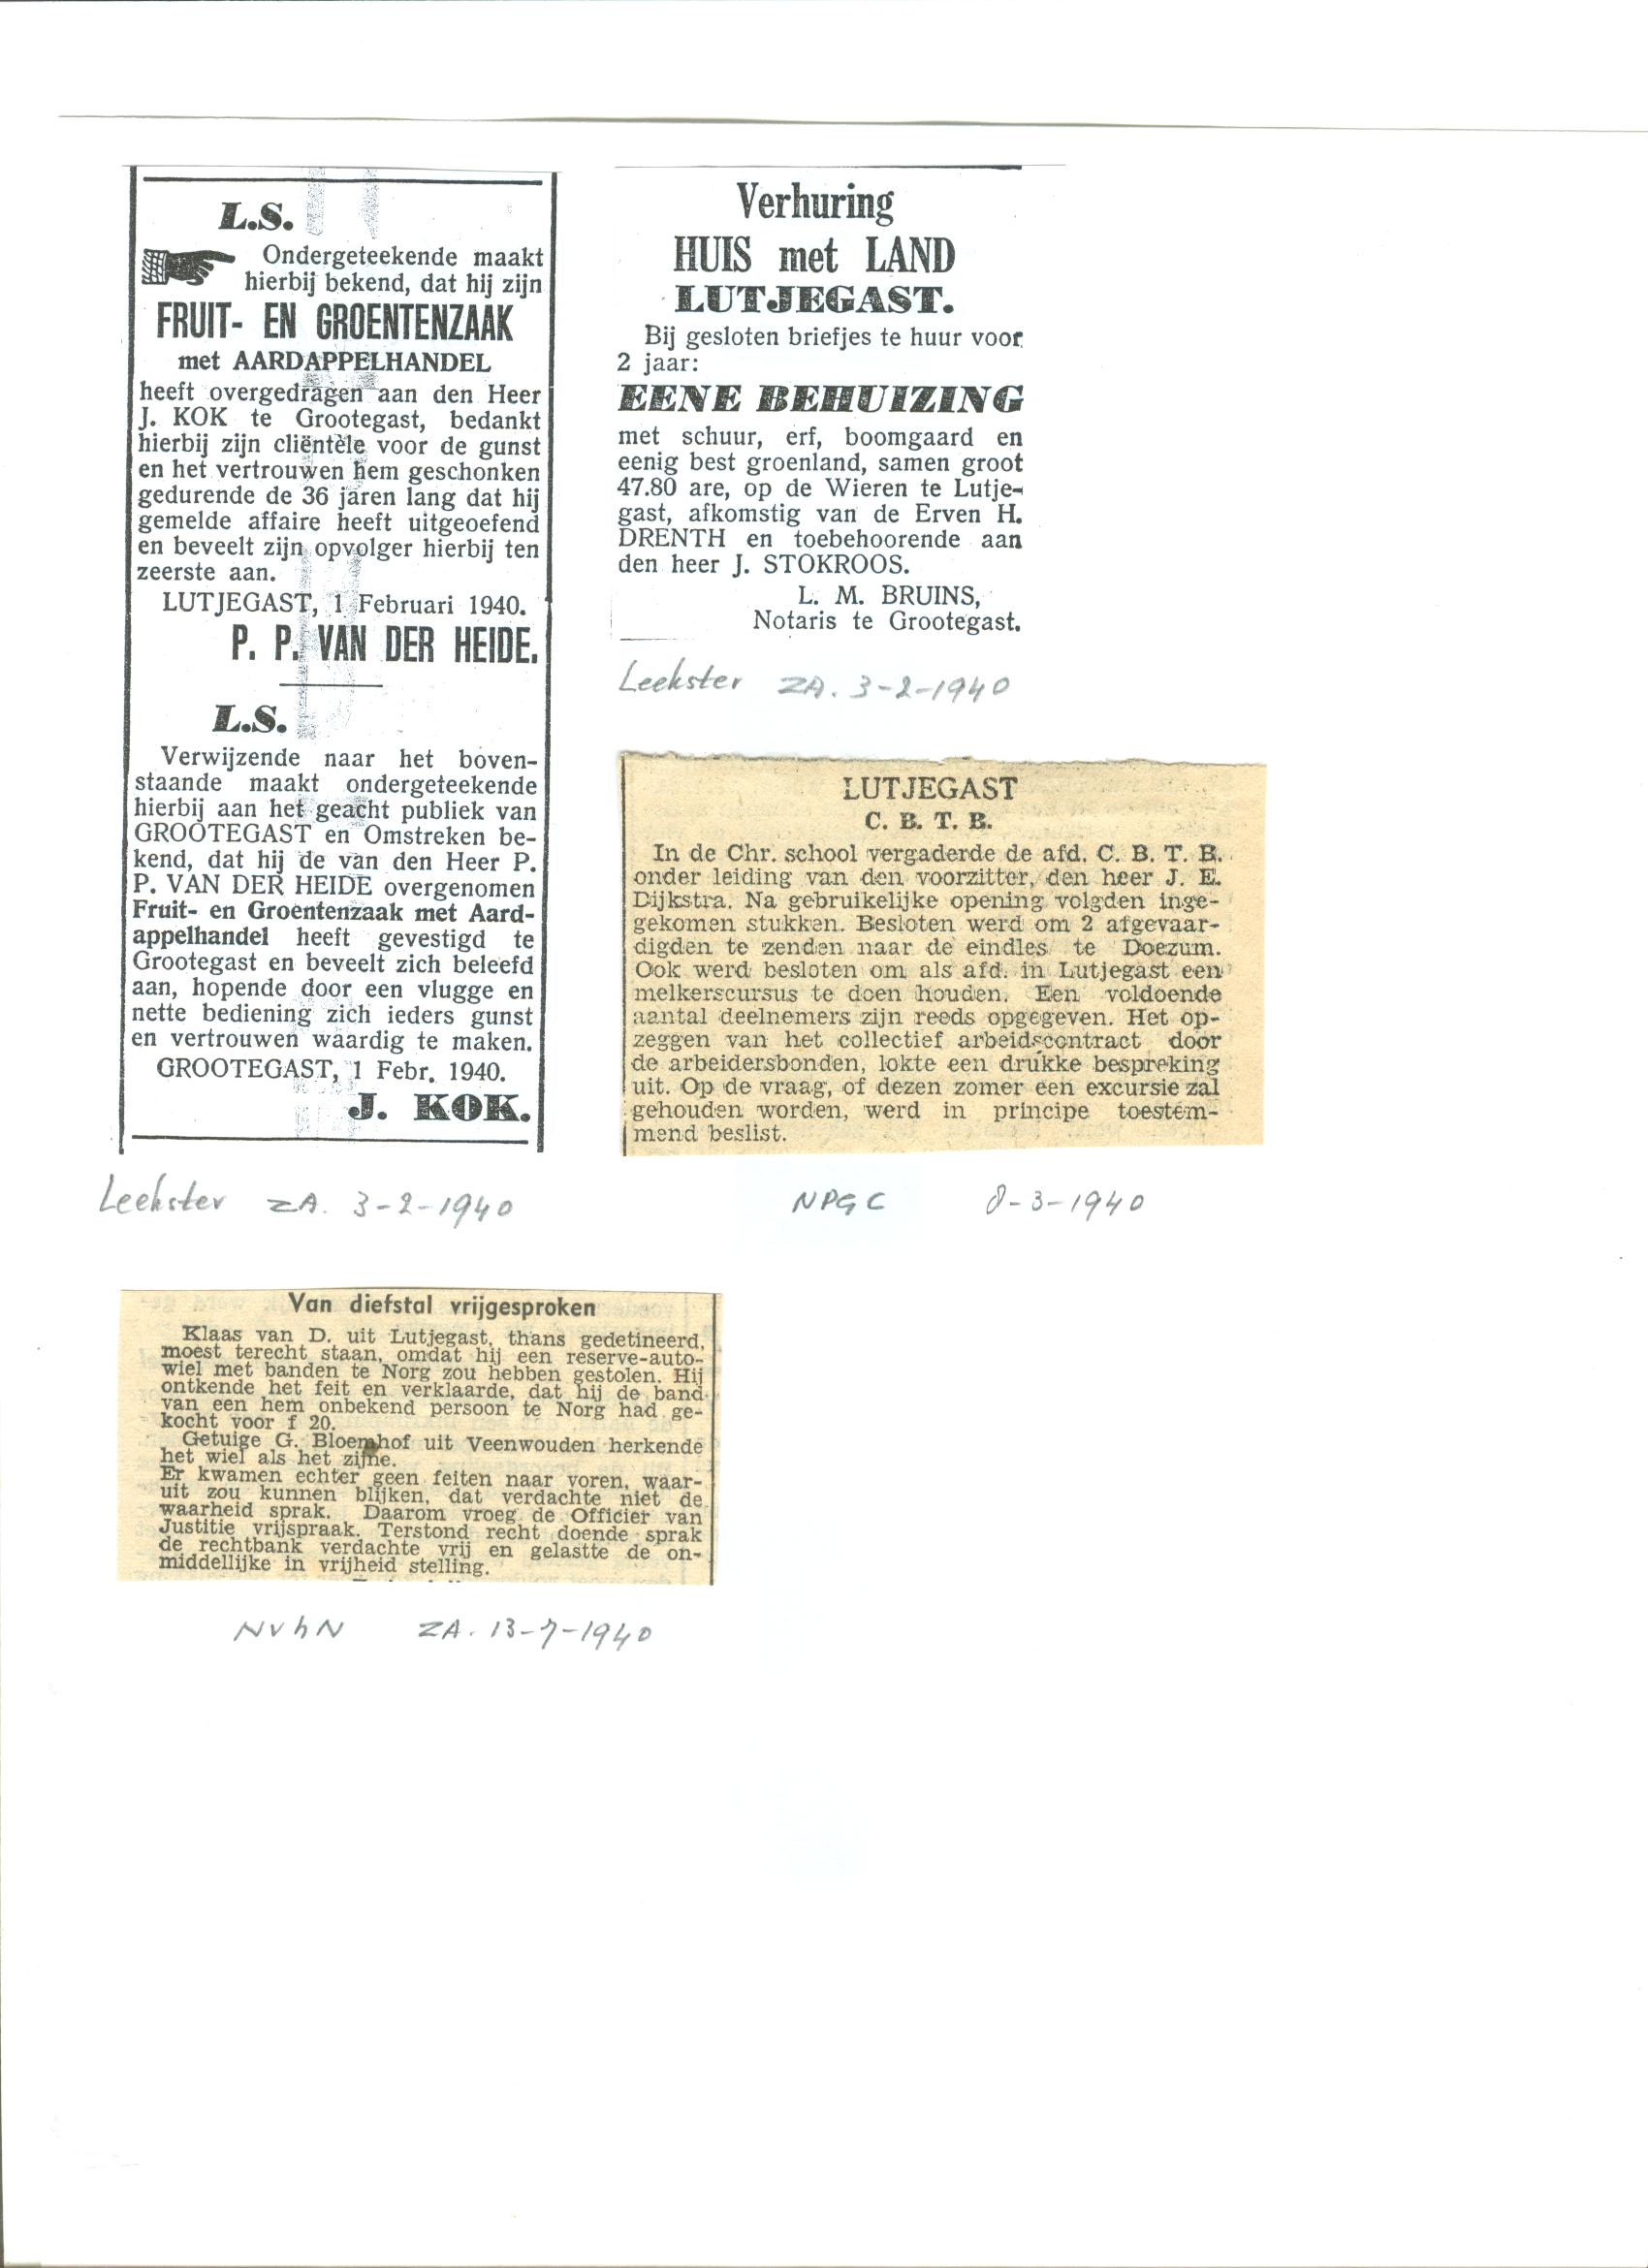 L.S.
Ondergeteekende maakt
hierbij bekend, dat hij zijn
FRUIT- EN GROENTENZAAK
met AARDAPPELHANDEL
heeft overgedragen aan den Heer
J. KOK te Grootegast, bedankt
hierbij zijn cliëntèle voor de gunst
en het vertrouwen hem geschonken
gedurende de 36 jaren lang dat hij
gemelde affaire heeft uitgeoefend
en beveelt zijn opvolger hierbij ten
zeerste aan.
LUTJEGAST, 1 Februari 1940.
P. P. VAN DER HEIDE.
L.S.
Verwijzende naar het boven-
staande maakt ondergeteekende
hierbij aan het geacht publiek van
GROOTEGAST en Omstreken be-
kend, dat hij de van den Heer P.
P. VAN DER HEIDE overgenomen
Fruit- en Groentenzaak met Aard-
appelhandel heeft gevestigd te
Grootegast en beveelt zich beleefd
aan, hopende door een vlugge en
nette bediening zich ieders gunst
en vertrouwen waardig te maken.
GROOTEGAST, 1 Febr. 1940.
J. KOK.
Leekster ZA. 3-2-1940
Verhuring
HUIS met LAND
LUTJEGAST.
Bij gesloten briefjes te huur voor
2 jaar:
EENE BEHUIZING
met schuur, erf, boomgaard en
eenig best groenland, samen groot
47.80 are, op de Wieren te Lutje-
gast, afkomstig van de Erven H.
DRENTH en toebehoorende aan
den heer J. STOKROOS.
L. M. BRUINS,
Notaris te Grootegast.
Leekster ZA. 3-2-1940
LUTJEGAST
C. B. T. B.
In de Chr. school vergaderde de afd. C. B. T. B.
onder leiding van den voorzitter, den heer J. E.
Dijkstra. Na gebruikelijke opening volgden inge-
gekomen stukken. Besloten werd om 2 afgevaar-
digden te zenden naar de eindles te Doezum.
Ook werd besloten om als afd. in Lutjegast een
melkerscursus te doen houden. Een voldoende
aantal deelnemers zijn reeds opgegeven. Het op-
zeggen van het collectief arbeidscontract door
de arbeidersbonden, lokte een drukke bespreking
uit. Op de vraag, of dezen zomer een excursie zal
gehouden worden, werd in principe toestem-
mend beslist.
NPGC 8-3-1940
Van diefstal vrijgesproken
Klaas van D. uit Lutjegast, thans gedetineerd,
moest terecht staan, omdat hij een reserve-auto-
wiel met banden te Norg zou hebben gestolen. Hij
ontkende het feit en verklaarde, dat hij de band
van een hem onbekend persoon te Norg had ge-
kocht voor f 20.
Getuige G. Bloemhof uit Veenwouden herkende
het wiel als het zijne.
Er kwamen echter geen feiten naar voren, waar-
uit zou kunnen blijken, dat verdachte niet de
waarheid sprak. Daarom vroeg de Officier van
Justitie vrijspraak. Terstond recht doende sprak
de rechtbank verdachte vrij en gelastte de on-
middellijke in vrijheid stelling.
NvhN ZA. 13-7-1940